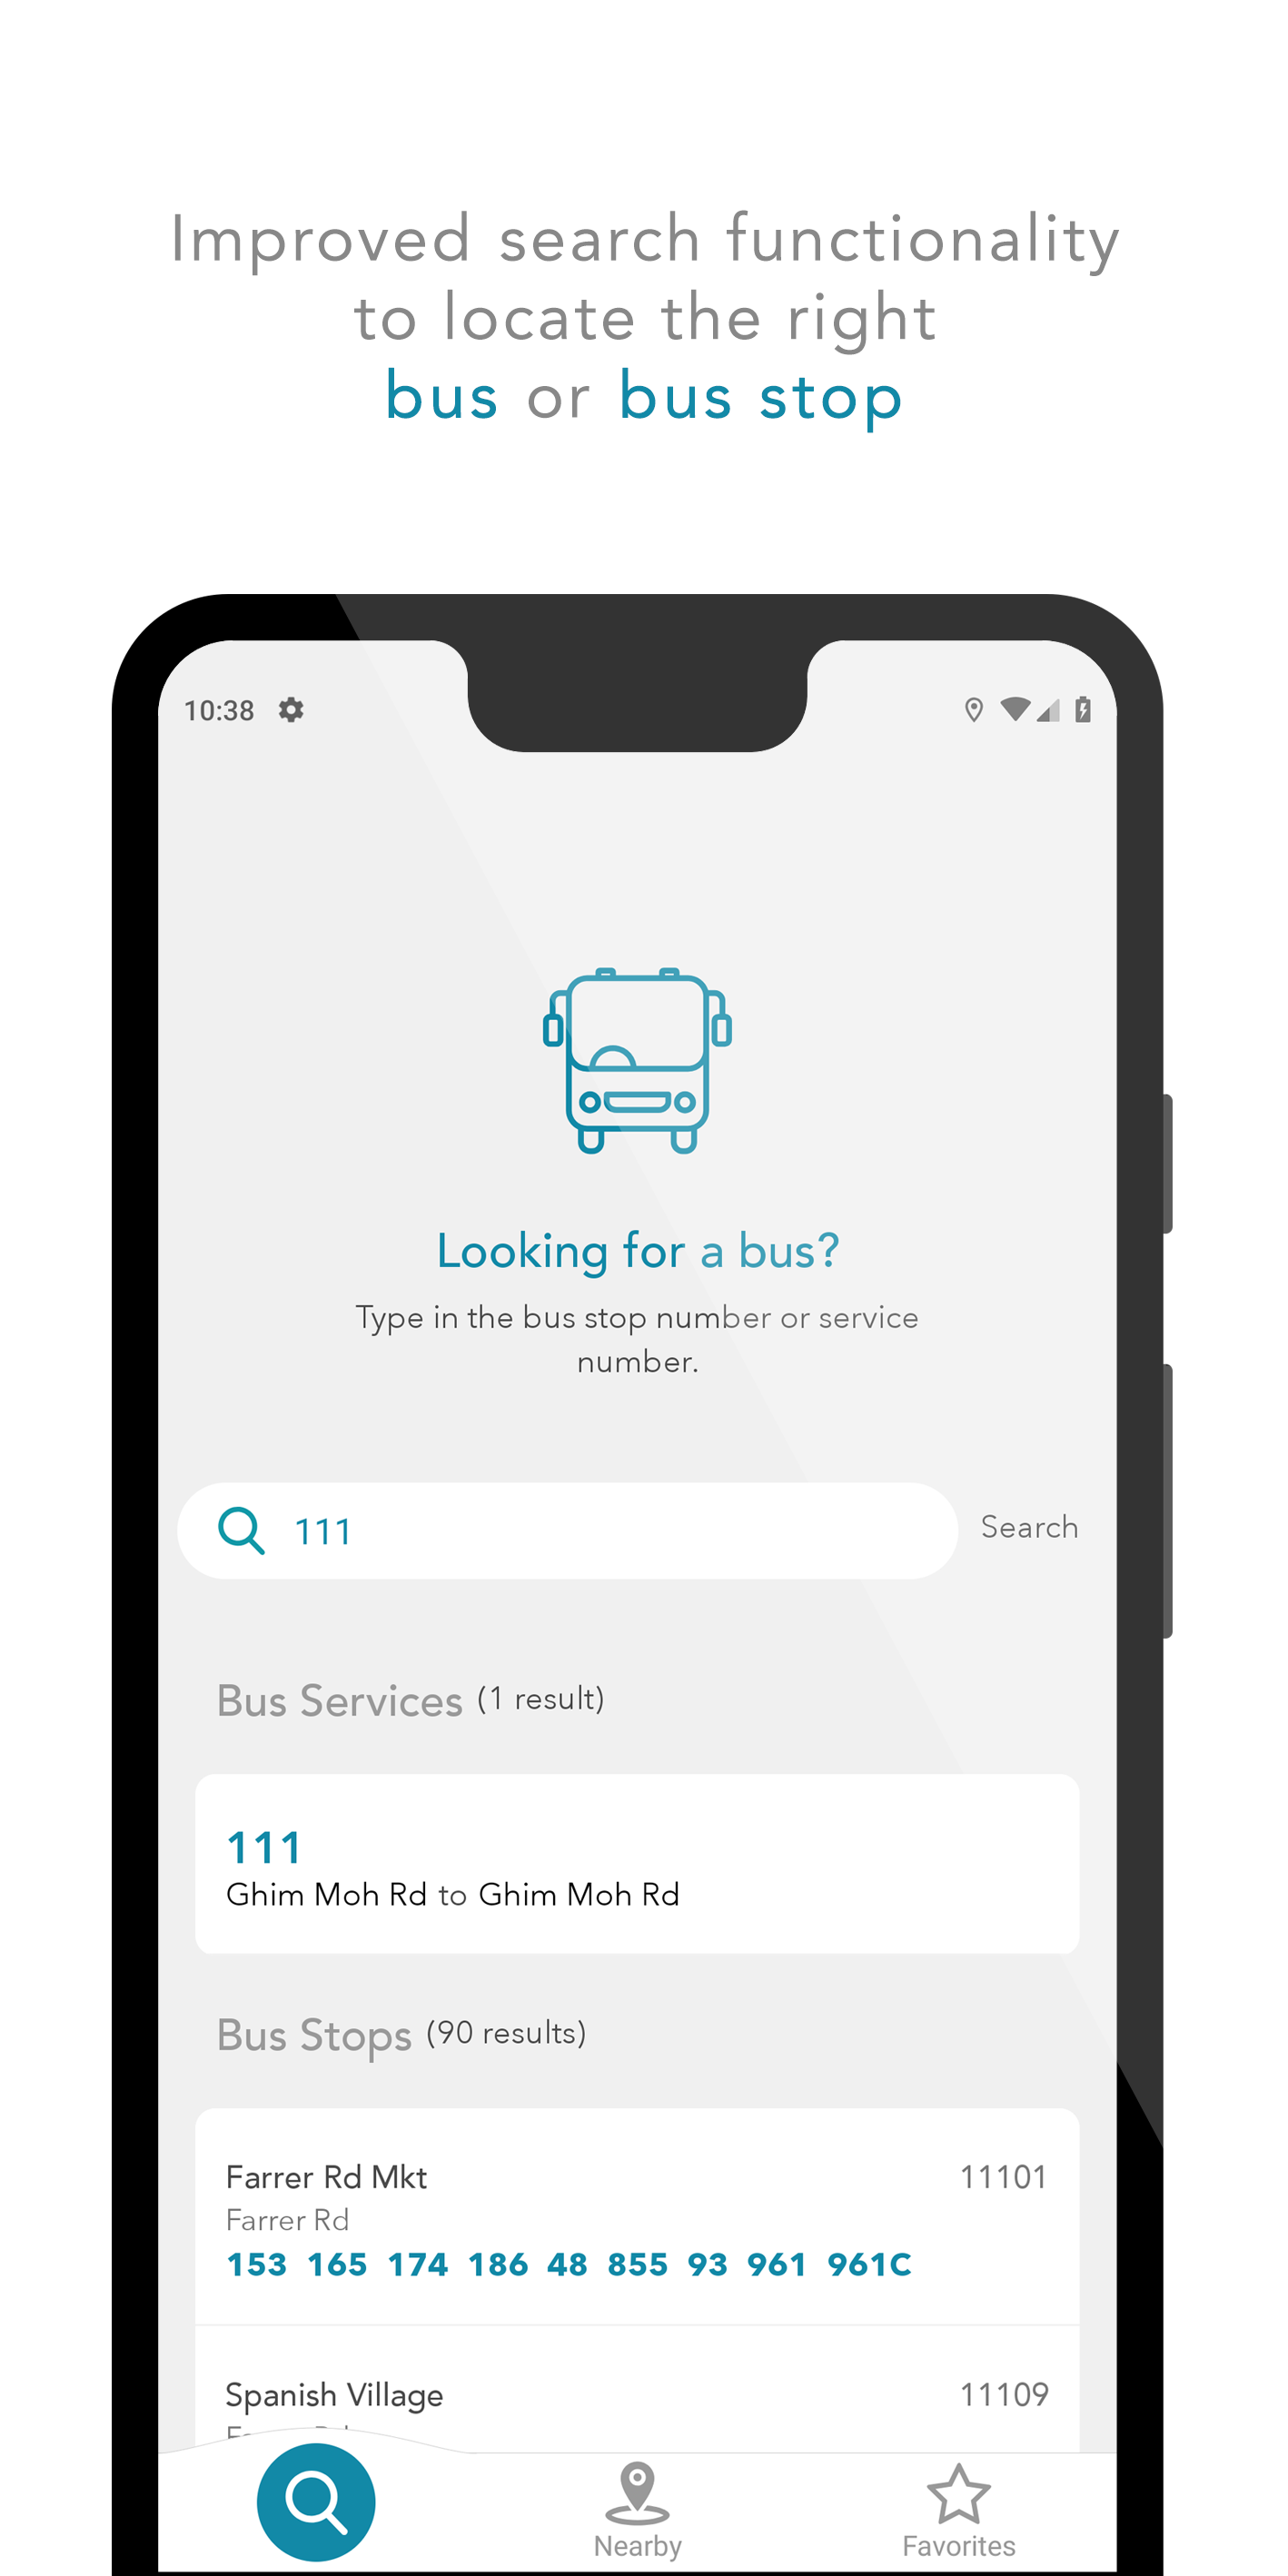 Improved search functionality
to locate the right
bus or bus stop
10:38
Looking for a bus?
Type in the bus stop number or service
number.
111
Search
Bus Services (1 result)
111
Ghim Moh Rd to Ghim Moh Rd
Bus Stops (90 results)
Farrer Rd Mkt 11101
Farrer Rd
153 165 174 186 48 855 93 961 961C
Spanish Village 11109
Nearby
Favorites